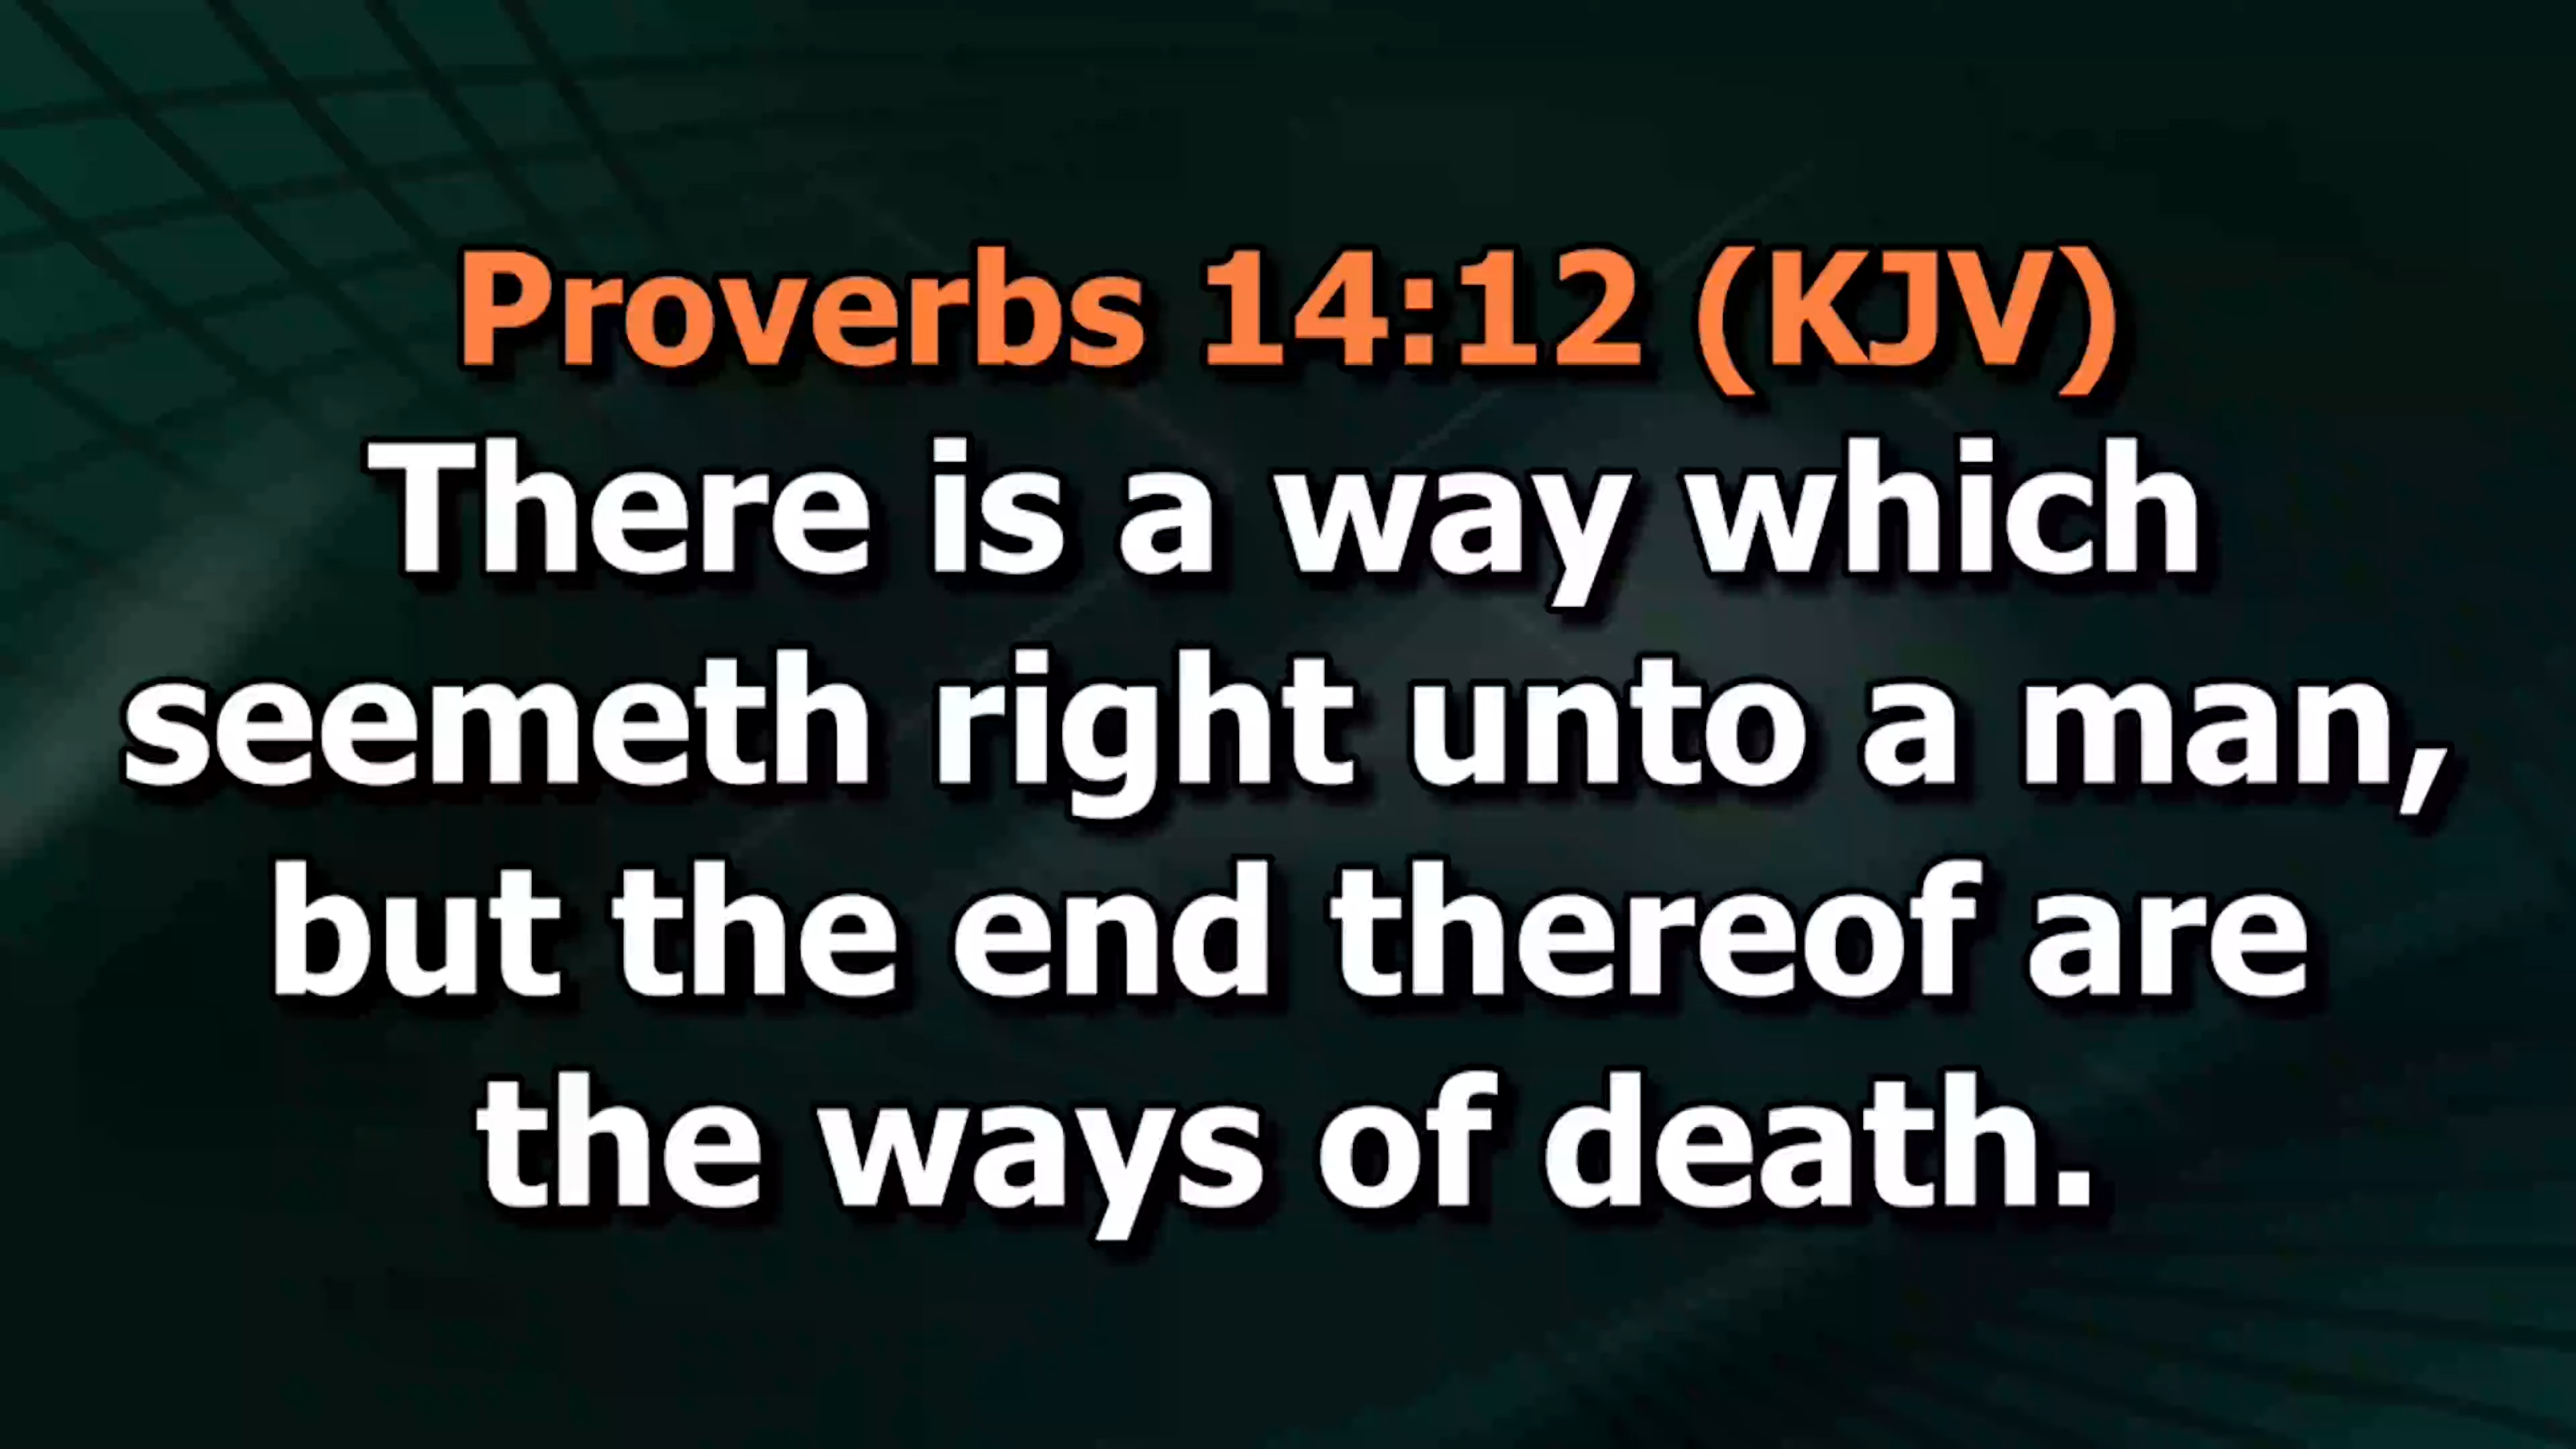 Proverbs 14:12 (KJV)
There is a way which
seemeth right unto a man,
but the end thereof are
the ways of death.